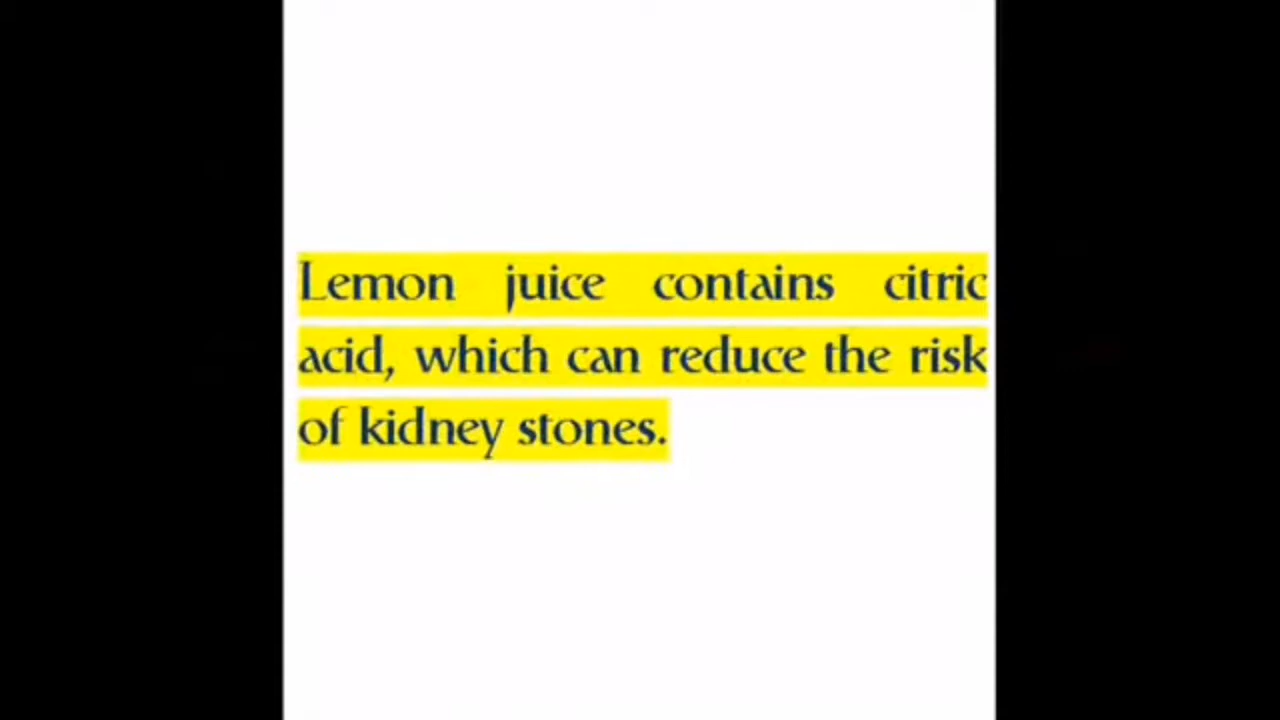 Lemon juice contains citric
acid, which can reduce the risk
of kidney stones.